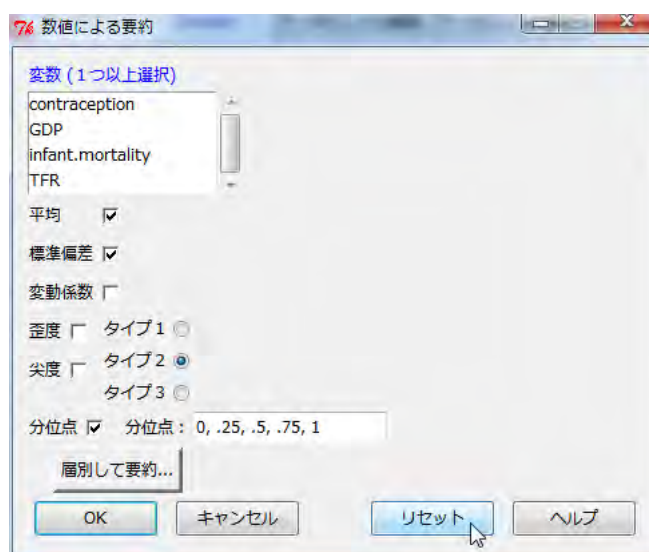 数値による要約
変数 (1つ以上選択)
contraception
GDP
infant.mortality
TFR
平均
標準偏差
変動係数
歪度 タイプ1
尖度 タイプ2
タイプ3
分位点 分位点: 0, .25, .5, .75, 1
層別して要約...
OK キャンセル リセット ヘルプ